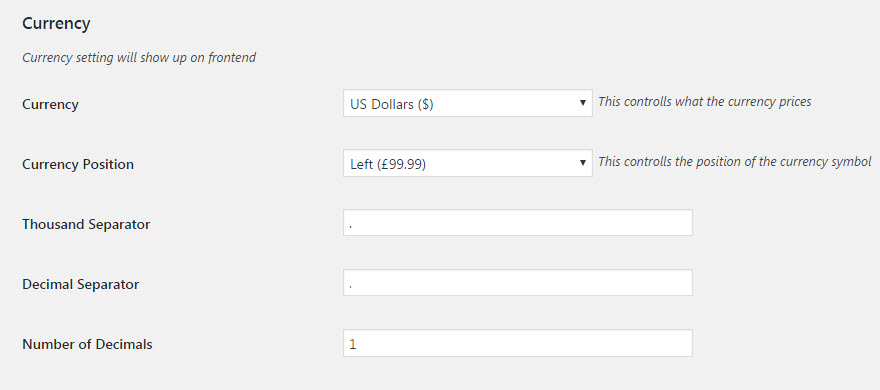 Currency
Currency setting will show up on frontend
Currency US Dollars ($) This controlls what the currency prices
Currency Position Left (£99.99) This controlls the position of the currency symbol
Thousand Separator .
Decimal Separator .
Number of Decimals 1